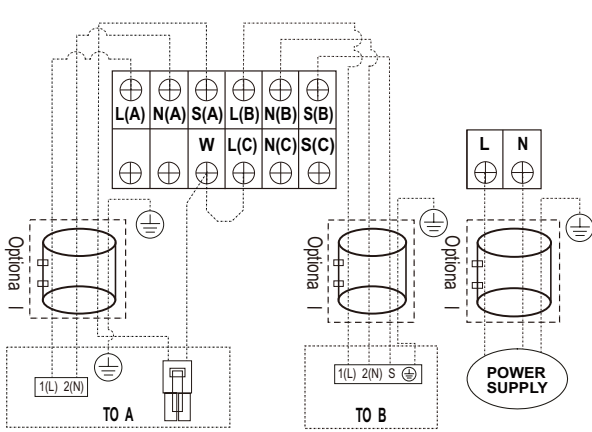 L(A) N(A) S(A) L(B) N(B) S(B)
W L(C) N(C) S(C)
L N
Optiona l
Optiona l
Optiona l
1(L) 2(N)
TO A
1(L) 2(N) S
TO B
POWER
SUPPLY